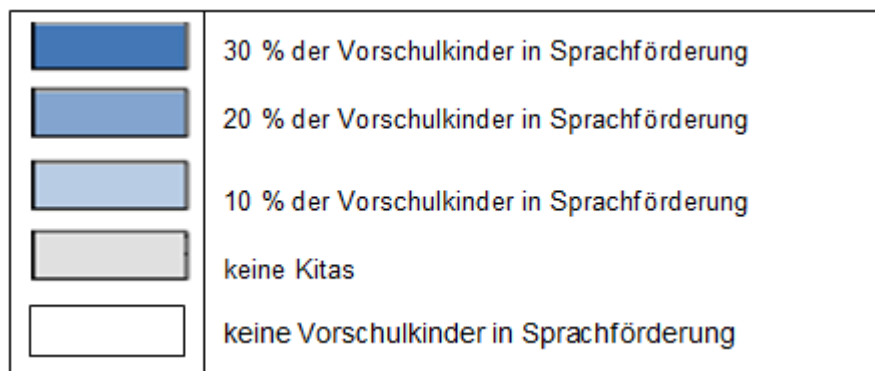 30 % der Vorschulkinder in Sprachförderung
20 % der Vorschulkinder in Sprachförderung
10 % der Vorschulkinder in Sprachförderung
keine Kitas
keine Vorschulkinder in Sprachförderung